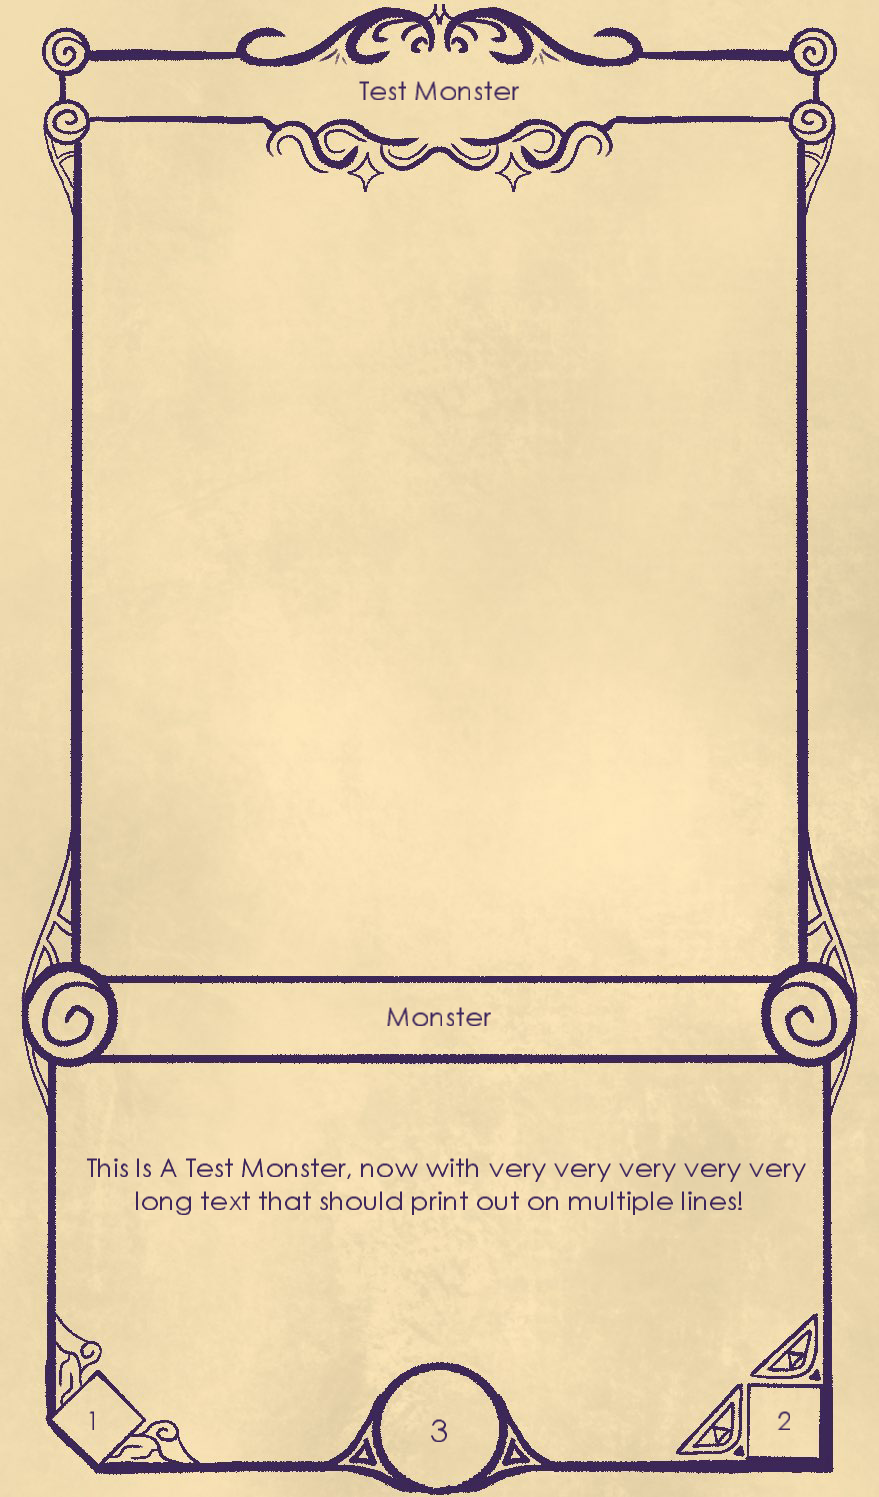 Test Monster
Monster
This Is A Test Monster, now with very very very very very
long text that should print out on multiple lines!
1
3
2